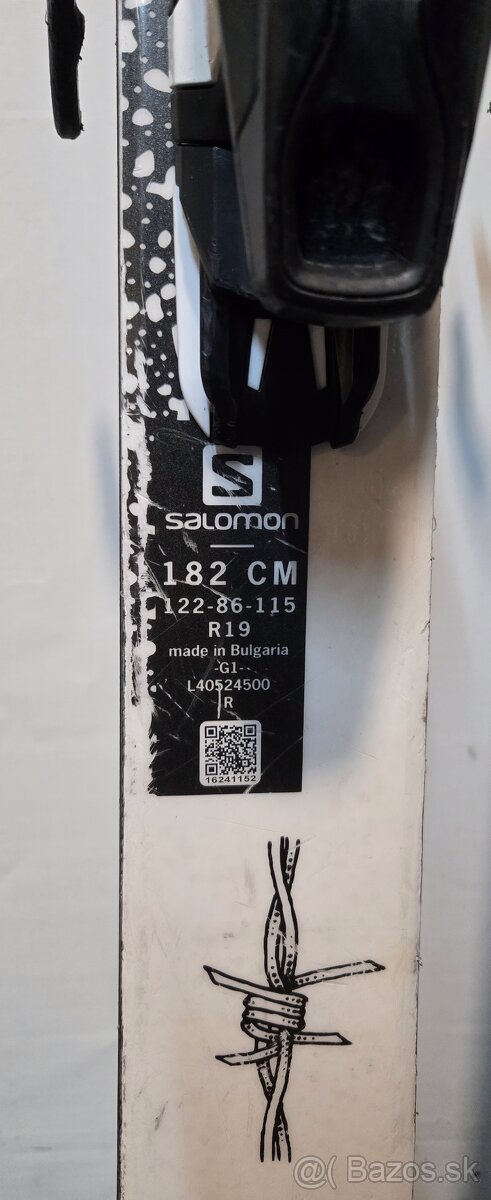 S
salomon
182 CM
122-86-115
R19
made in Bulgaria
-G1-
L40524500
R
16241152
@( Bazos.sk